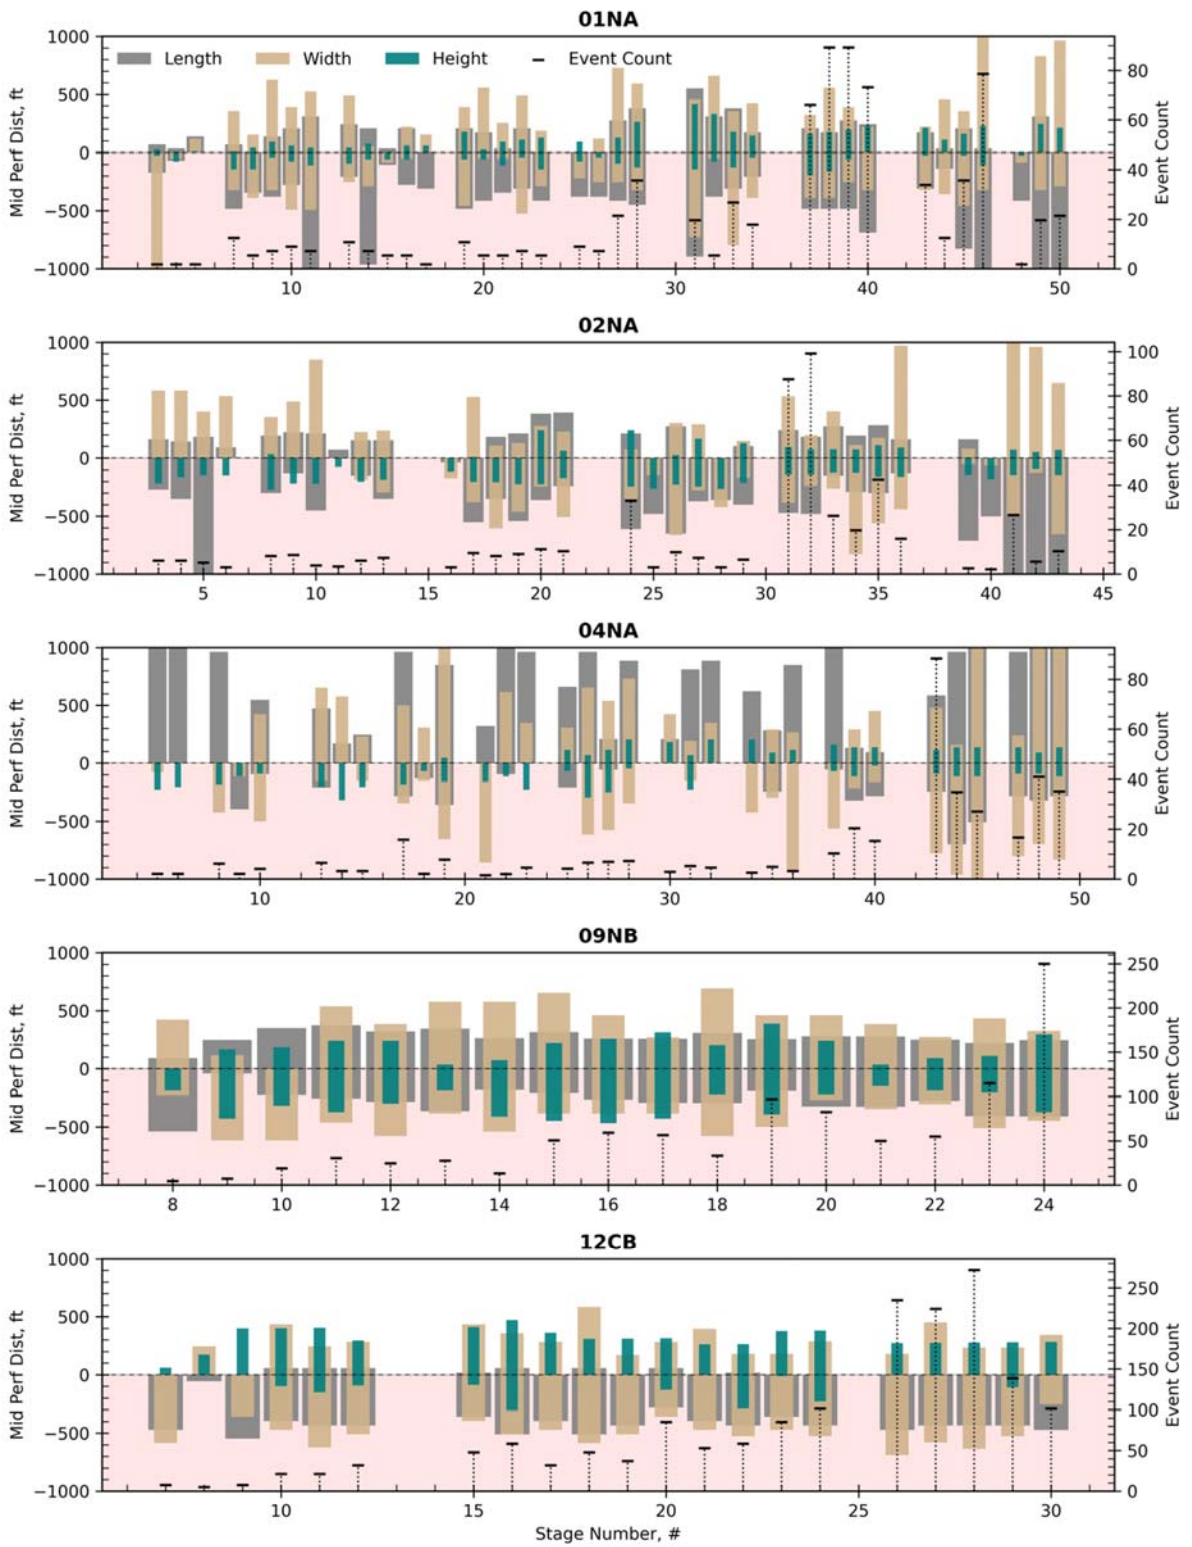 01NA
Length Width Height Event Count
Mid Perf Dist, ft
1000
500
0
−500
−1000
10 20 30 40 50
80
60
40
20
0
Event Count
02NA
Mid Perf Dist, ft
1000
500
0
−500
−1000
5 10 15 20 25 30 35 40 45
100
80
60
40
20
0
Event Count
04NA
Mid Perf Dist, ft
1000
500
0
−500
−1000
10 20 30 40 50
80
60
40
20
0
Event Count
09NB
Mid Perf Dist, ft
1000
500
0
−500
−1000
8 10 12 14 16 18 20 22 24
250
200
150
100
50
0
Event Count
12CB
Mid Perf Dist, ft
1000
500
0
−500
−1000
10 15 20 25 30
250
200
150
100
50
0
Event Count
Stage Number, #